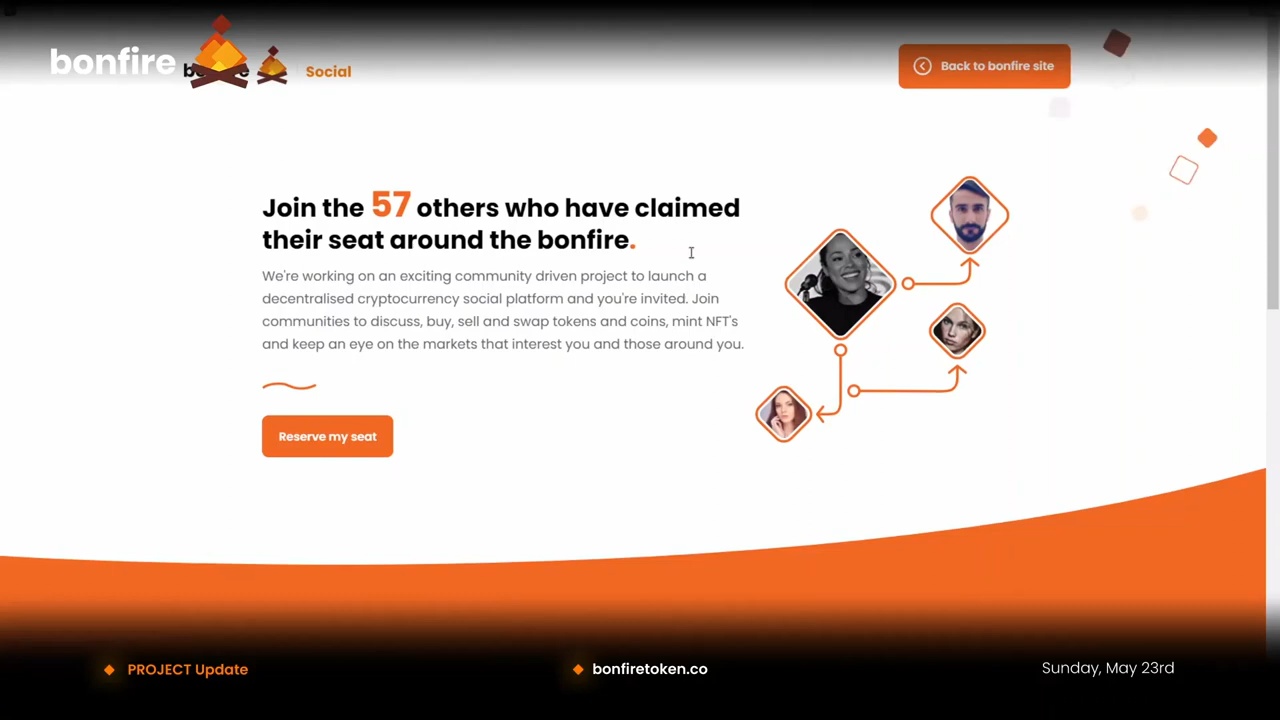 bonfire
Social
Back to bonfire site
Join the 57 others who have claimed
their seat around the bonfire.
We're working on an exciting community driven project to launch a
decentralised cryptocurrency social platform and you're invited. Join
communities to discuss, buy, sell and swap tokens and coins, mint NFT's
and keep an eye on the markets that interest you and those around you.
Reserve my seat
PROJECT Update
bonfiretoken.co
Sunday, May 23rd